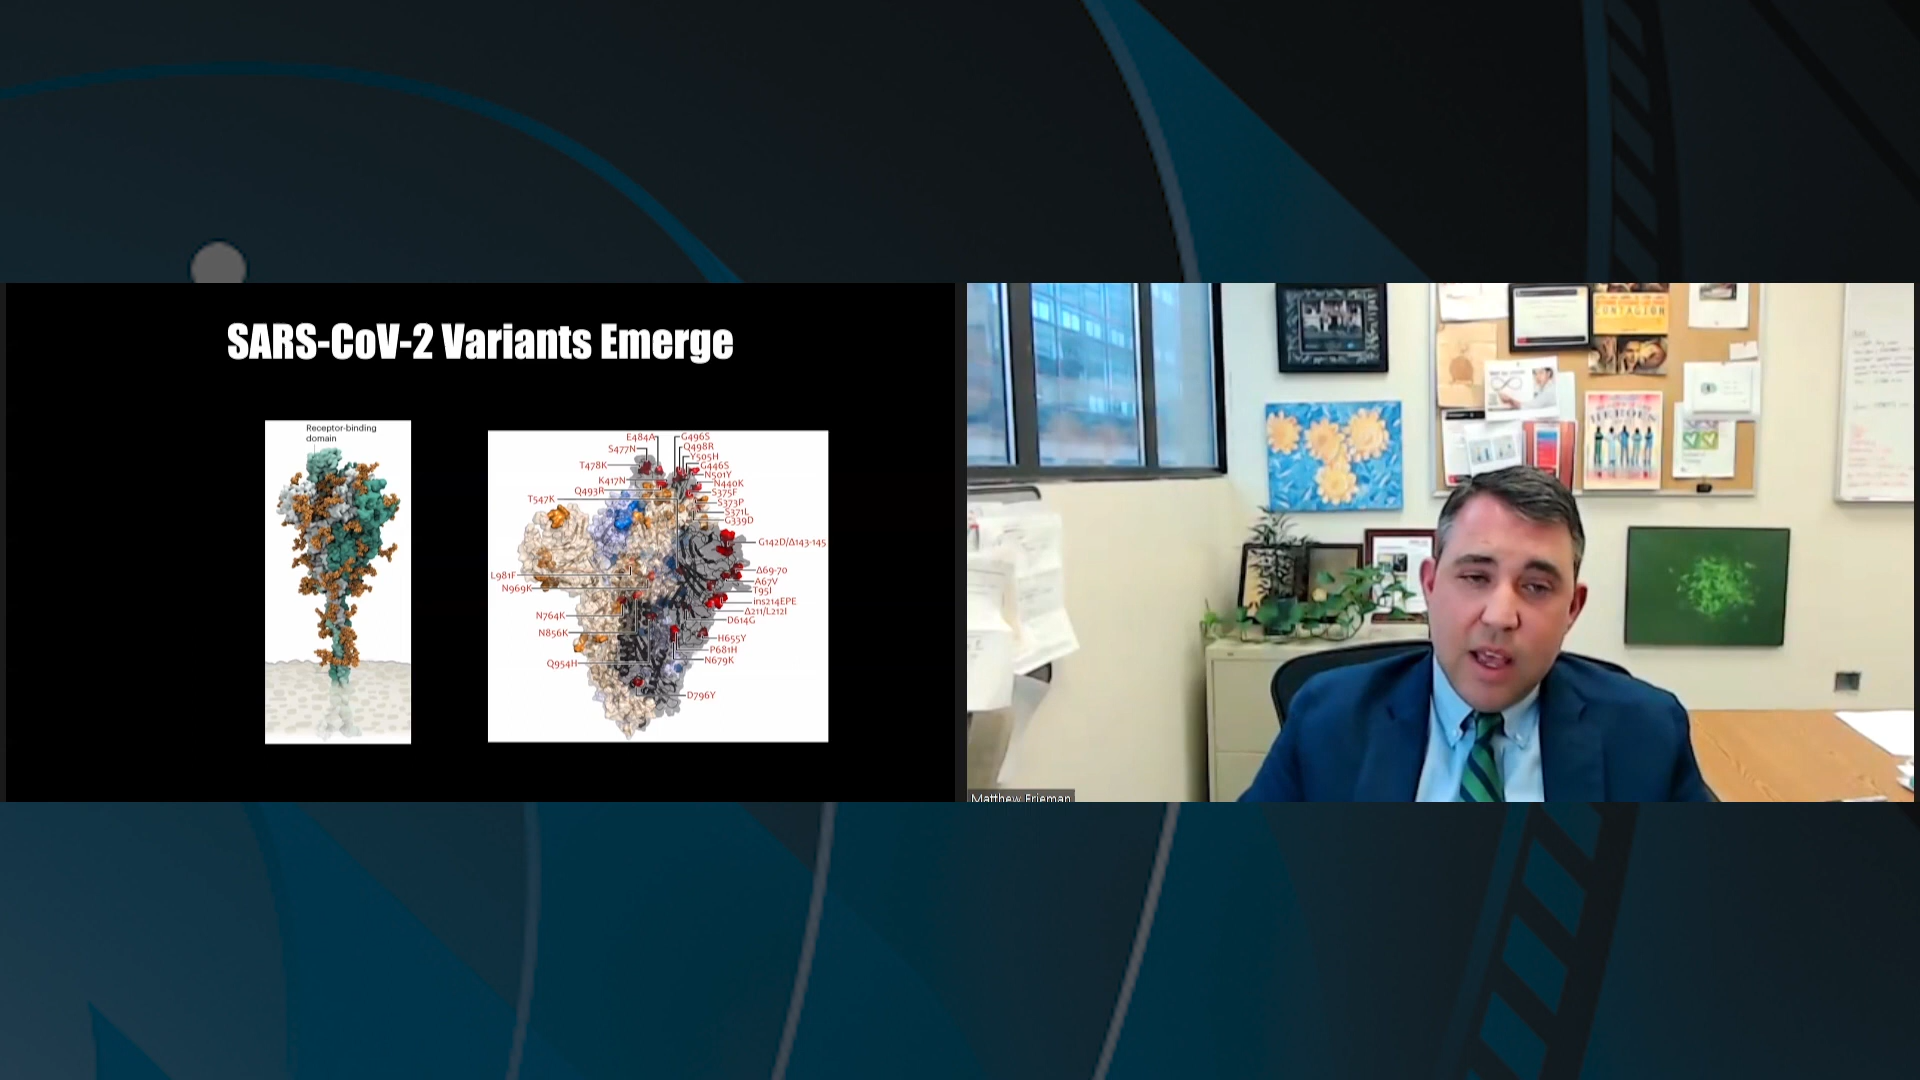 SARS-CoV-2 Variants Emerge
Receptor-binding
domain
E484A
G496S
S477N
Q498R
Y505H
T478K
G446S
K417N
N501Y
N440K
Q493R
S375F
T547K
S373P
S371L
G339D
G142D/Δ143-145
L981F
Δ69-70
N969K
A67V
T95I
ins214EPE
N764K
Δ211/L212I
D614G
N856K
H655Y
P681H
Q954H
N679K
D796Y
CONTAGION
HEROES
Matthew Frieman